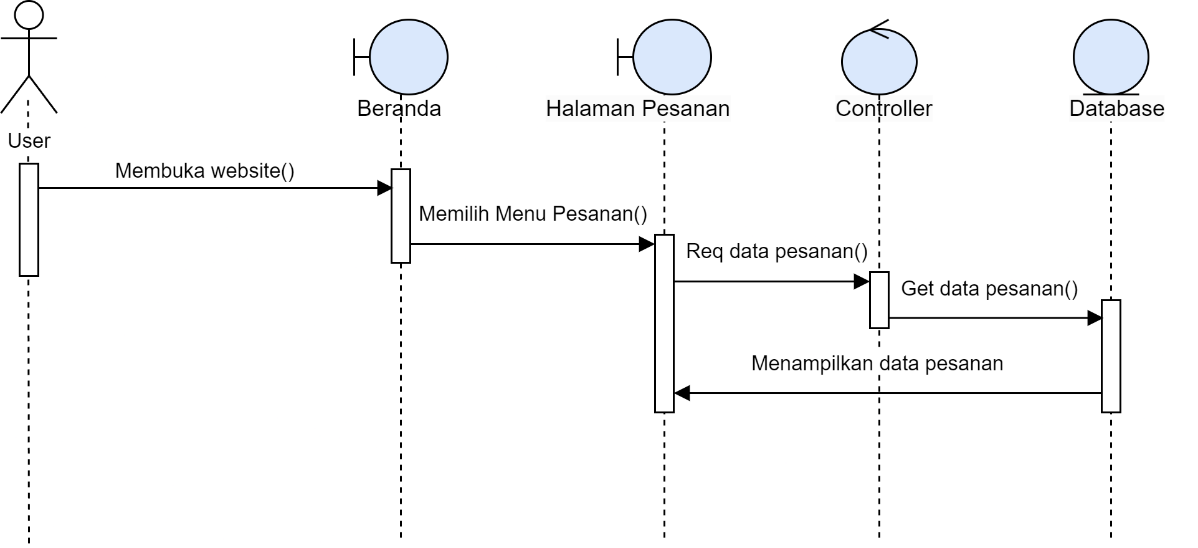 User
Beranda
Halaman Pesanan
Controller
Database
Membuka website()
Memilih Menu Pesanan()
Req data pesanan()
Get data pesanan()
Menampilkan data pesanan